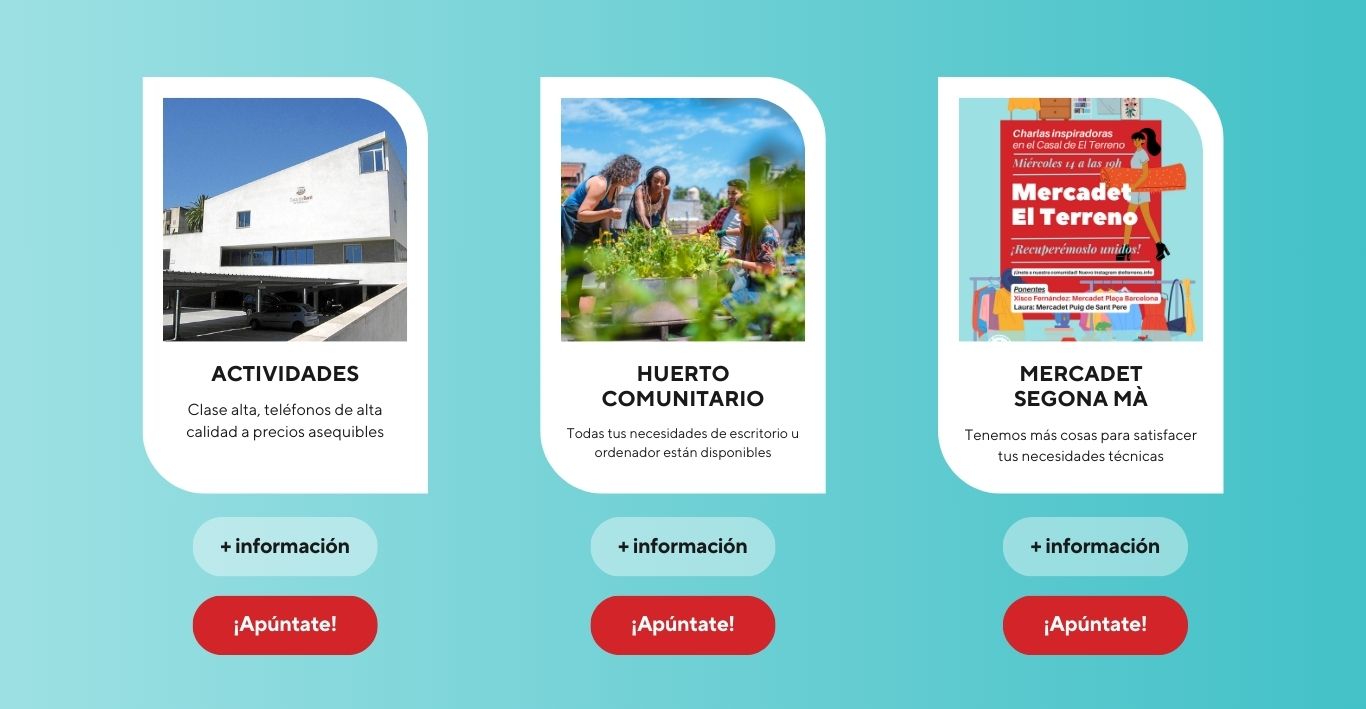 ACTIVIDADES
Clase alta, teléfonos de alta
calidad a precios asequibles
+ información
¡Apúntate!
HUERTO
COMUNITARIO
Todas tus necesidades de escritorio u
ordenador están disponibles
+ información
¡Apúntate!
Charlas inspiradoras
en el Casal de El Terreno
Miércoles 14 a las 19h
Mercadet
El Terreno
¡Recuperémoslo unidos!
¡Únete a nuestra comunidad! Nuevo Instagram @elterreno.info
Ponentes
Xisco Fernández: Mercadet Plaça Barcelona
Laura: Mercadet Puig de Sant Pere
MERCADET
SEGONA MÀ
Tenemos más cosas para satisfacer
tus necesidades técnicas
+ información
¡Apúntate!